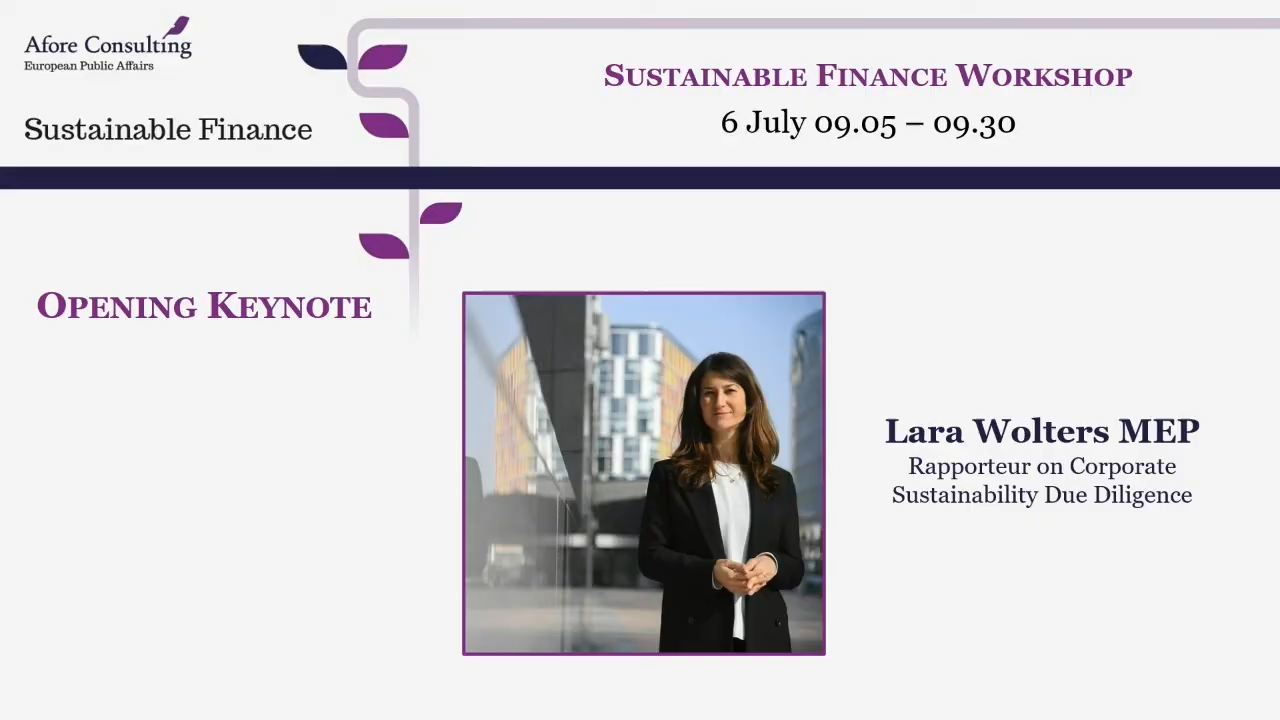 Afore Consulting
European Public Affairs
Sustainable Finance
Sustainable Finance Workshop
6 July 09.05 – 09.30
Opening Keynote
Lara Wolters MEP
Rapporteur on Corporate
Sustainability Due Diligence